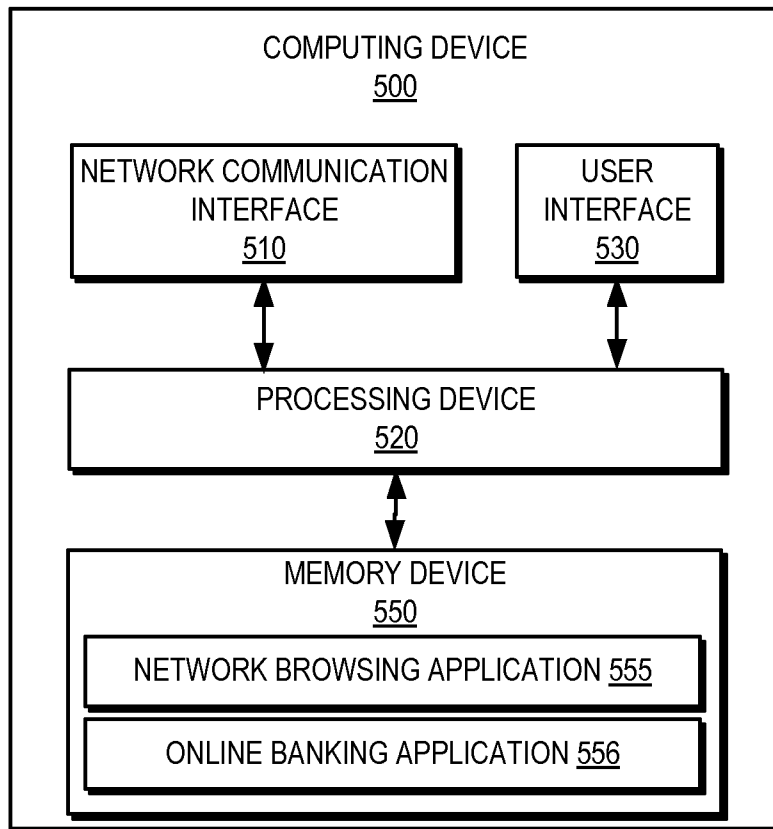 COMPUTING DEVICE
500
NETWORK COMMUNICATION
INTERFACE
510
USER
INTERFACE
530
PROCESSING DEVICE
520
MEMORY DEVICE
550
NETWORK BROWSING APPLICATION 555
ONLINE BANKING APPLICATION 556